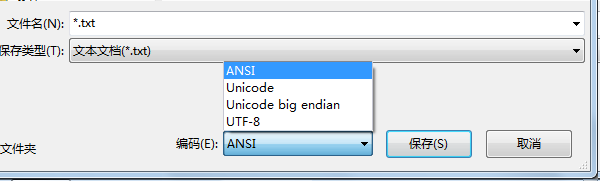 文件名(N): *.txt
保存类型(T): 文本文档(*.txt)
ANSI
Unicode
Unicode big endian
UTF-8
文件夹 编码(E): ANSI 保存(S) 取消